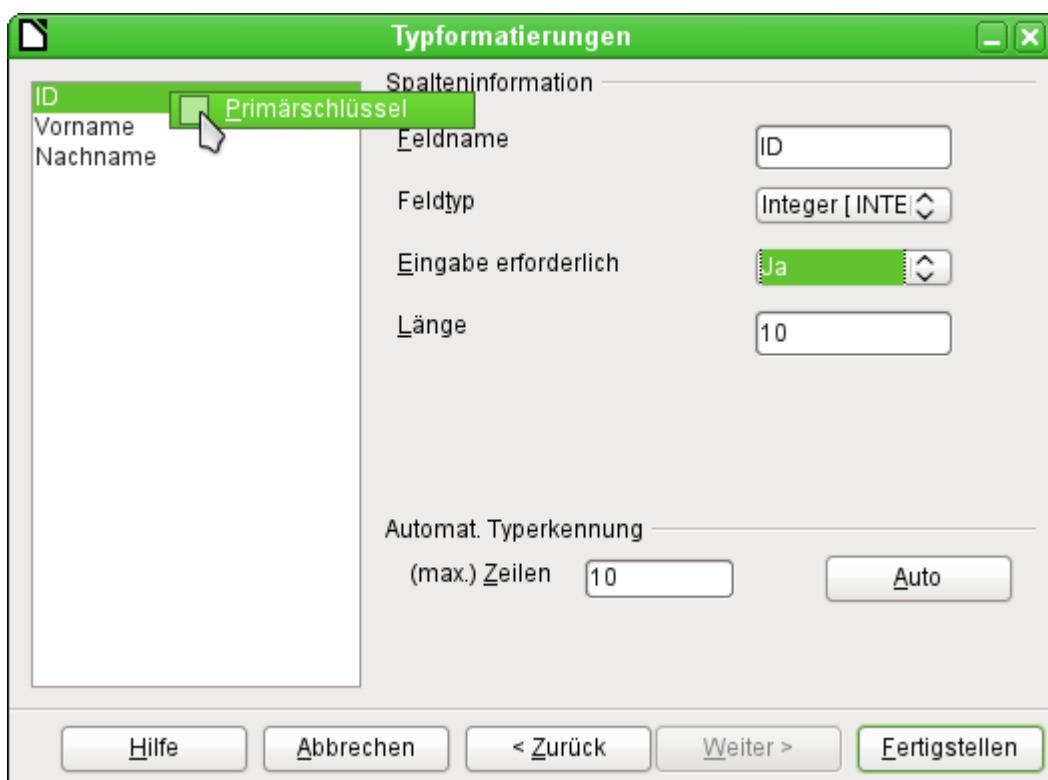 Typformatierungen
ID
Vorname
Nachname
Primärschlüssel
Spalteninformation
Feldname
ID
Feldtyp
Integer [ INTE
Eingabe erforderlich
Ja
Länge
10
Automat. Typerkennung
(max.) Zeilen
10
Auto
Hilfe
Abbrechen
< Zurück
Weiter >
Fertigstellen